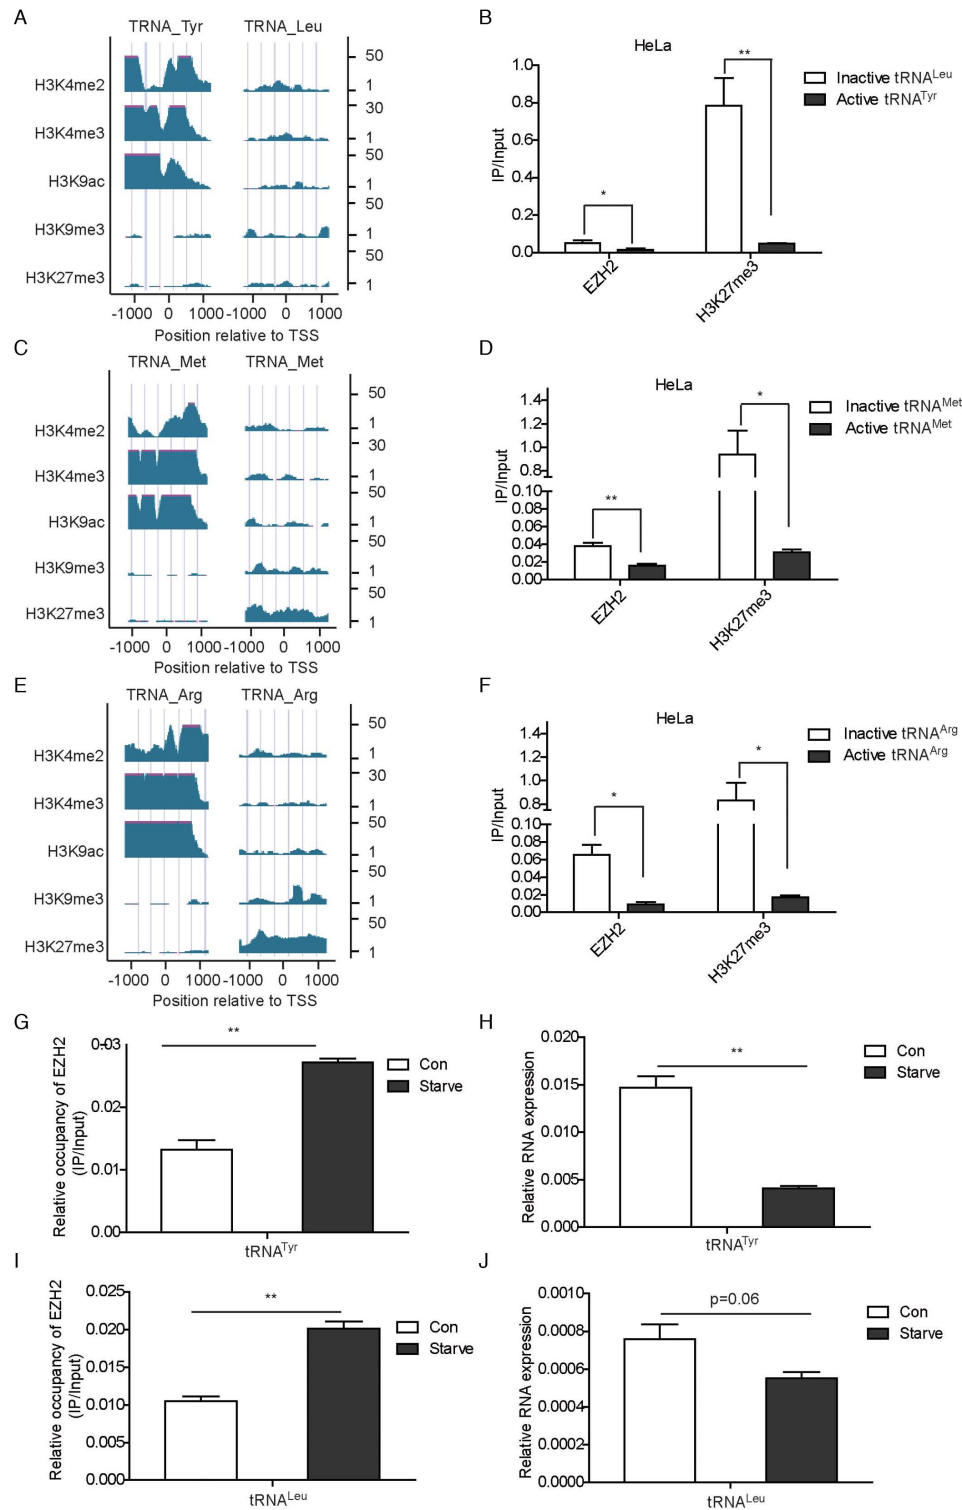 A
TRNA_Tyr TRNA_Leu
H3K4me2 50 1
H3K4me3 30 1
H3K9ac 50 1
H3K9me3 50
H3K27me3 50 1
-1000 0 1000 -1000 0 1000
Position relative to TSS
B
HeLa
IP/Input
1.0
0.8
0.6
0.4
0.2
0.0
*
**
EZH2
H3K27me3
Inactive tRNALeu
Active tRNATyr
C
TRNA_Met TRNA_Met
H3K4me2 50 1
H3K4me3 30 1
H3K9ac 50 1
H3K9me3 50 1
H3K27me3 50 1
-1000 0 1000 -1000 0 1000
Position relative to TSS
D
HeLa
IP/Input
1.4
1.2
1.0
0.8
0.10
0.08
0.06
0.04
0.02
0.00
**
*
EZH2
H3K27me3
Inactive tRNAMet
Active tRNAMet
E
TRNA_Arg TRNA_Arg
H3K4me2 50 1
H3K4me3 30 1
H3K9ac 50 1
H3K9me3 50 1
H3K27me3 50 1
-1000 0 1000 -1000 0 1000
Position relative to TSS
F
HeLa
IP/Input
1.4
1.2
1.0
0.8
0.10
0.08
0.06
0.04
0.02
0.00
*
*
EZH2
H3K27me3
Inactive tRNAArg
Active tRNAArg
G
Relative occupancy of EZH2
(IP/Input)
0.03
0.02
0.01
0.00
**
tRNATyr
Con
Starve
H
Relative RNA expression
0.020
0.015
0.010
0.005
0.000
**
tRNATyr
Con
Starve
I
Relative occupancy of EZH2
(IP/Input)
0.025
0.020
0.015
0.010
0.005
0.000
**
tRNALeu
Con
Starve
J
Relative RNA expression
0.0010
0.0008
0.0006
0.0004
0.0002
0.0000
p=0.06
tRNALeu
Con
Starve